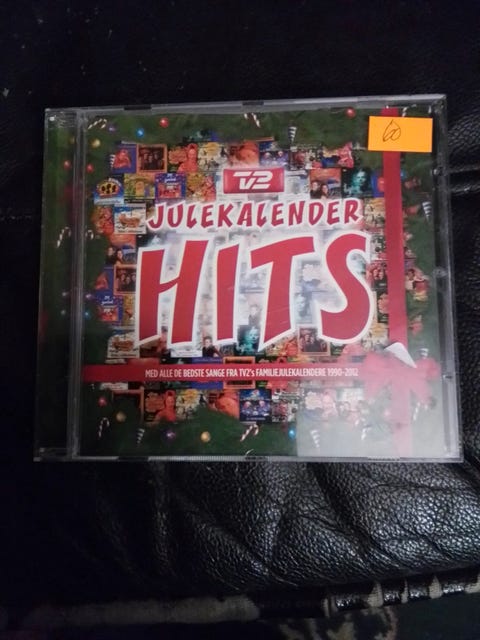 60
TV2
JULEKALENDER
HITS
MED ALLE DE BEDSTE SANGE FRA TV2's FAMILIEJULEKALENDERE 1990-2012